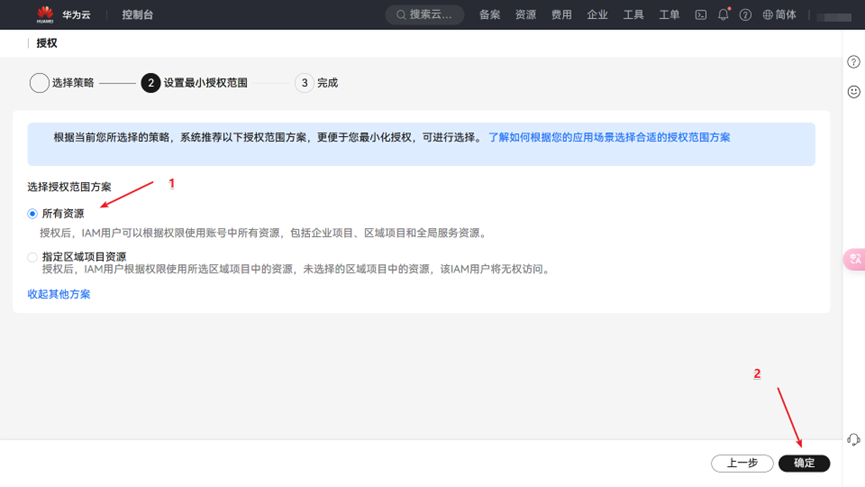 HUAWEI 华为云 控制台 搜索云... 备案 资源 费用 企业 工具 工单 简体
授权
选择策略 2 设置最小授权范围 3 完成
根据当前您所选择的策略，系统推荐以下授权范围方案，更便于您最小化授权，可进行选择。 了解如何根据您的应用场景选择合适的授权范围方案
选择授权范围方案
1
所有资源
授权后，IAM用户可以根据权限使用账号中所有资源，包括企业项目、区域项目和全局服务资源。
指定区域项目资源
授权后，IAM用户根据权限使用所选区域项目中的资源，未选择的区域项目中的资源，该IAM用户将无权访问。
收起其他方案
2
上一步 确定